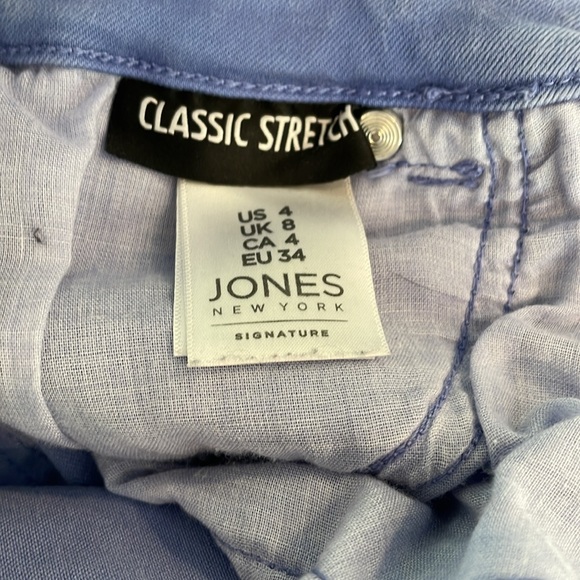 CLASSIC STRETCH
US 4
UK 8
CA 4
EU 34
JONES
NEW YORK
SIGNATURE